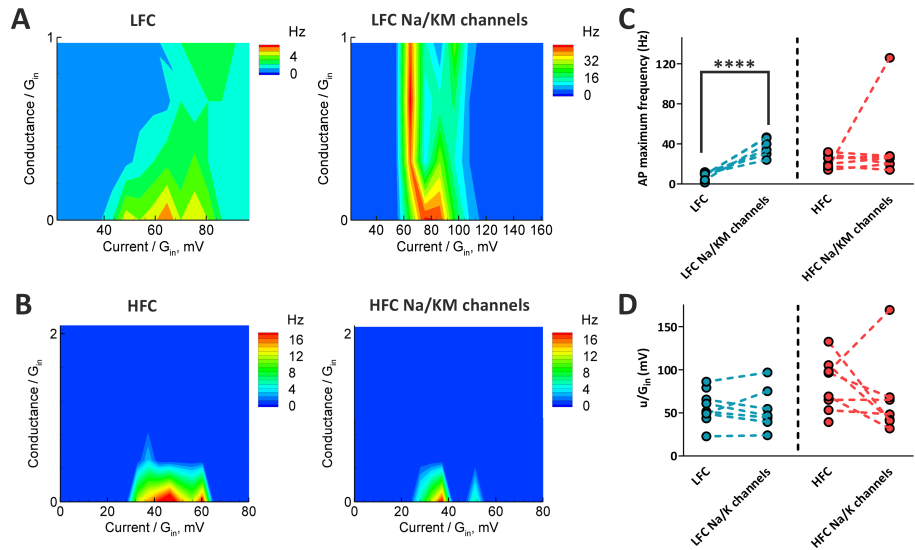 A
LFC
Hz
4
0
1
0
Conductance / Gin
0 20 40 60 80
Current / Gin, mV
LFC Na/KM channels
Hz
32
16
0
1
0
Conductance / Gin
20 40 60 80 100 120 140 160
Current / Gin, mV
B
HFC
Hz
16
12
8
4
0
2
0
Conductance / Gin
0 20 40 60 80
Current / Gin, mV
HFC Na/KM channels
Hz
16
12
8
4
0
2
0
Conductance / Gin
0 20 40 60 80
Current / Gin, mV
C
AP maximum frequency (Hz)
120
80
40
0
****
LFC
LFC Na/KM channels
HFC
HFC Na/KM channels
D
u/Gin (mV)
150
100
50
0
LFC
LFC Na/K channels
HFC
HFC Na/K channels